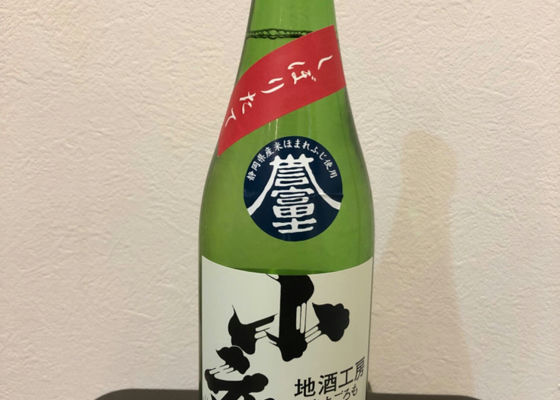 しぼりたて
静岡県産米ほまれふじ使用
誉富士
小
地酒工房